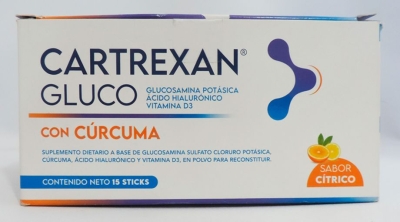 CARTREXAN®
GLUCO
GLUCOSAMINA POTÁSICA
ÁCIDO HIALURÓNICO
VITAMINA D3
CON CÚRCUMA
SUPLEMENTO DIETARIO A BASE DE GLUCOSAMINA SULFATO CLORURO POTÁSICA,
CÚRCUMA, ÁCIDO HIALURÓNICO Y VITAMINA D3, EN POLVO PARA RECONSTITUIR.
CONTENIDO NETO 15 STICKS
SABOR
CÍTRICO